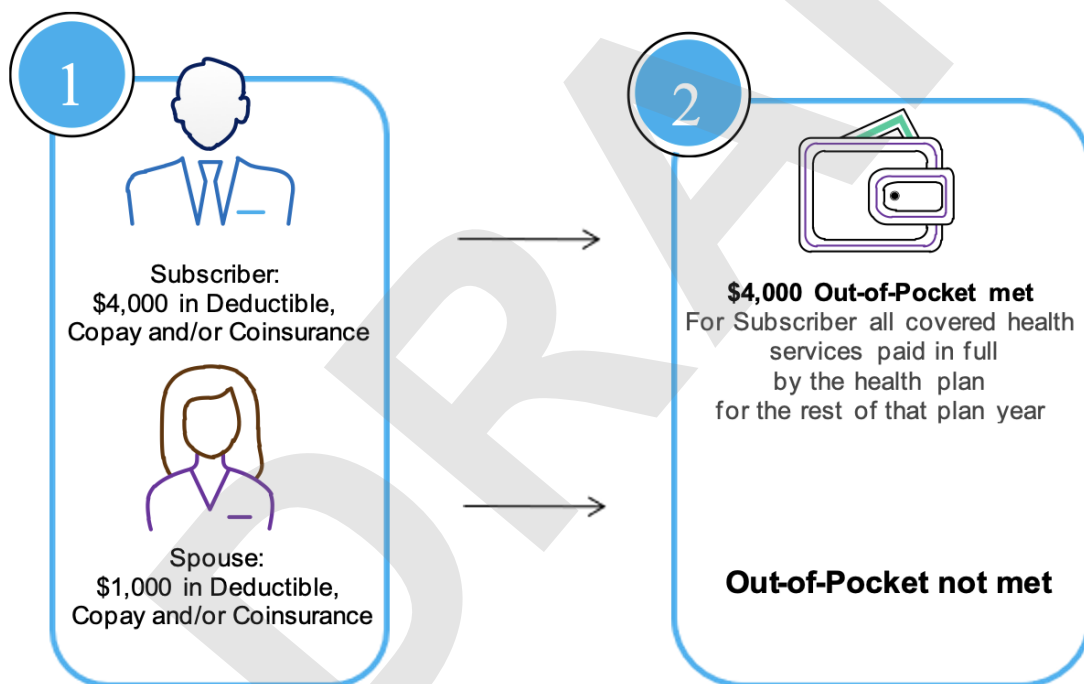 1
Subscriber:
$4,000 in Deductible,
Copay and/or Coinsurance
Spouse:
$1,000 in Deductible,
Copay and/or Coinsurance
2
$4,000 Out-of-Pocket met
For Subscriber all covered health
services paid in full
by the health plan
for the rest of that plan year
Out-of-Pocket not met
DRA